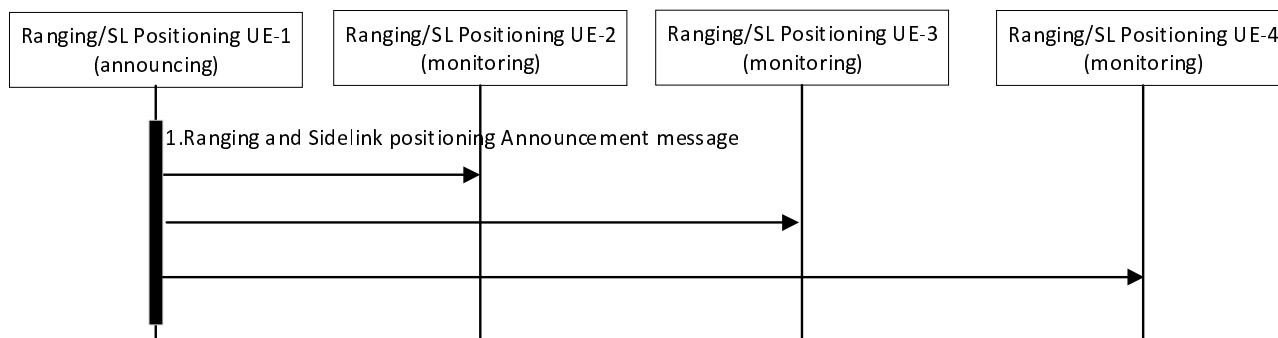 Ranging/SL Positioning UE-1
(announcing)
Ranging/SL Positioning UE-2
(monitoring)
Ranging/SL Positioning UE-3
(monitoring)
Ranging/SL Positioning UE-4
(monitoring)
1.Ranging and Sidelink positioning Announcement message